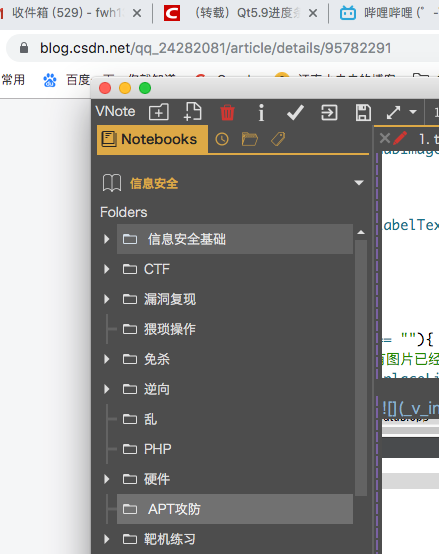 收件箱 (529) - fwh1
(转载) Qt5.9进度条
哔哩哔哩 (゜-
blog.csdn.net/qq_24282081/article/details/95782291
常用
百度
VNote
Notebooks
1. t
信息安全
Folders
信息安全基础
CTF
漏洞复现
猥琐操作
免杀
逆向
乱
PHP
硬件
APT攻防
靶机练习
abelTex
= ""){
图片已经
![](_v_in